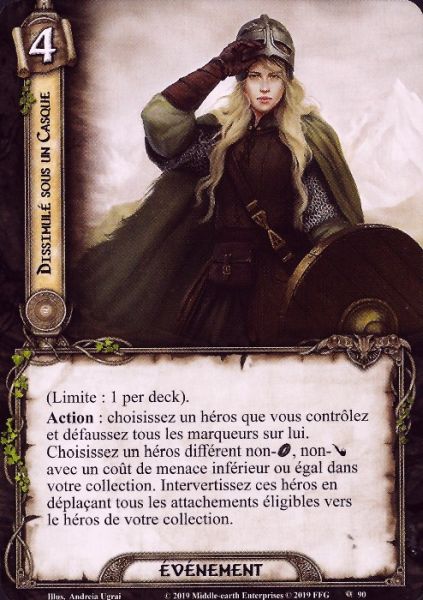 4
DISSIMULÉ SOUS UN CASQUE
(Limite : 1 per deck).
Action : choisissez un héros que vous contrôlez
et défaussez tous les marqueurs sur lui.
Choisissez un héros différent non-, non-
avec un coût de menace inférieur ou égal dans
votre collection. Intervertissez ces héros en
déplaçant tous les attachements éligibles vers
le héros de votre collection.
ÉVÉNEMENT
Illus. Andreia Ugrai © 2019 Middle-earth Enterprises © 2019 FFG 90